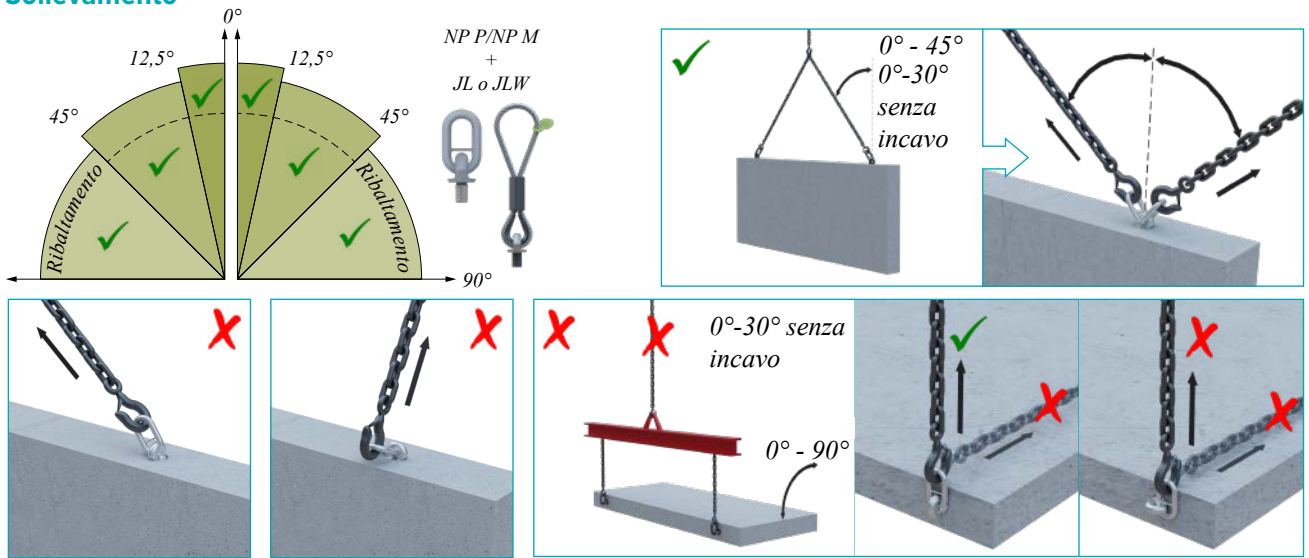 Sollevamento
0°
12,5°
12,5°
45°
45°
Ribaltamento
Ribaltamento
90°
NP P/NP M
+
JL o JLW
0° - 45°
0°-30°
senza
incavo
0°-30° senza
incavo
0° - 90°